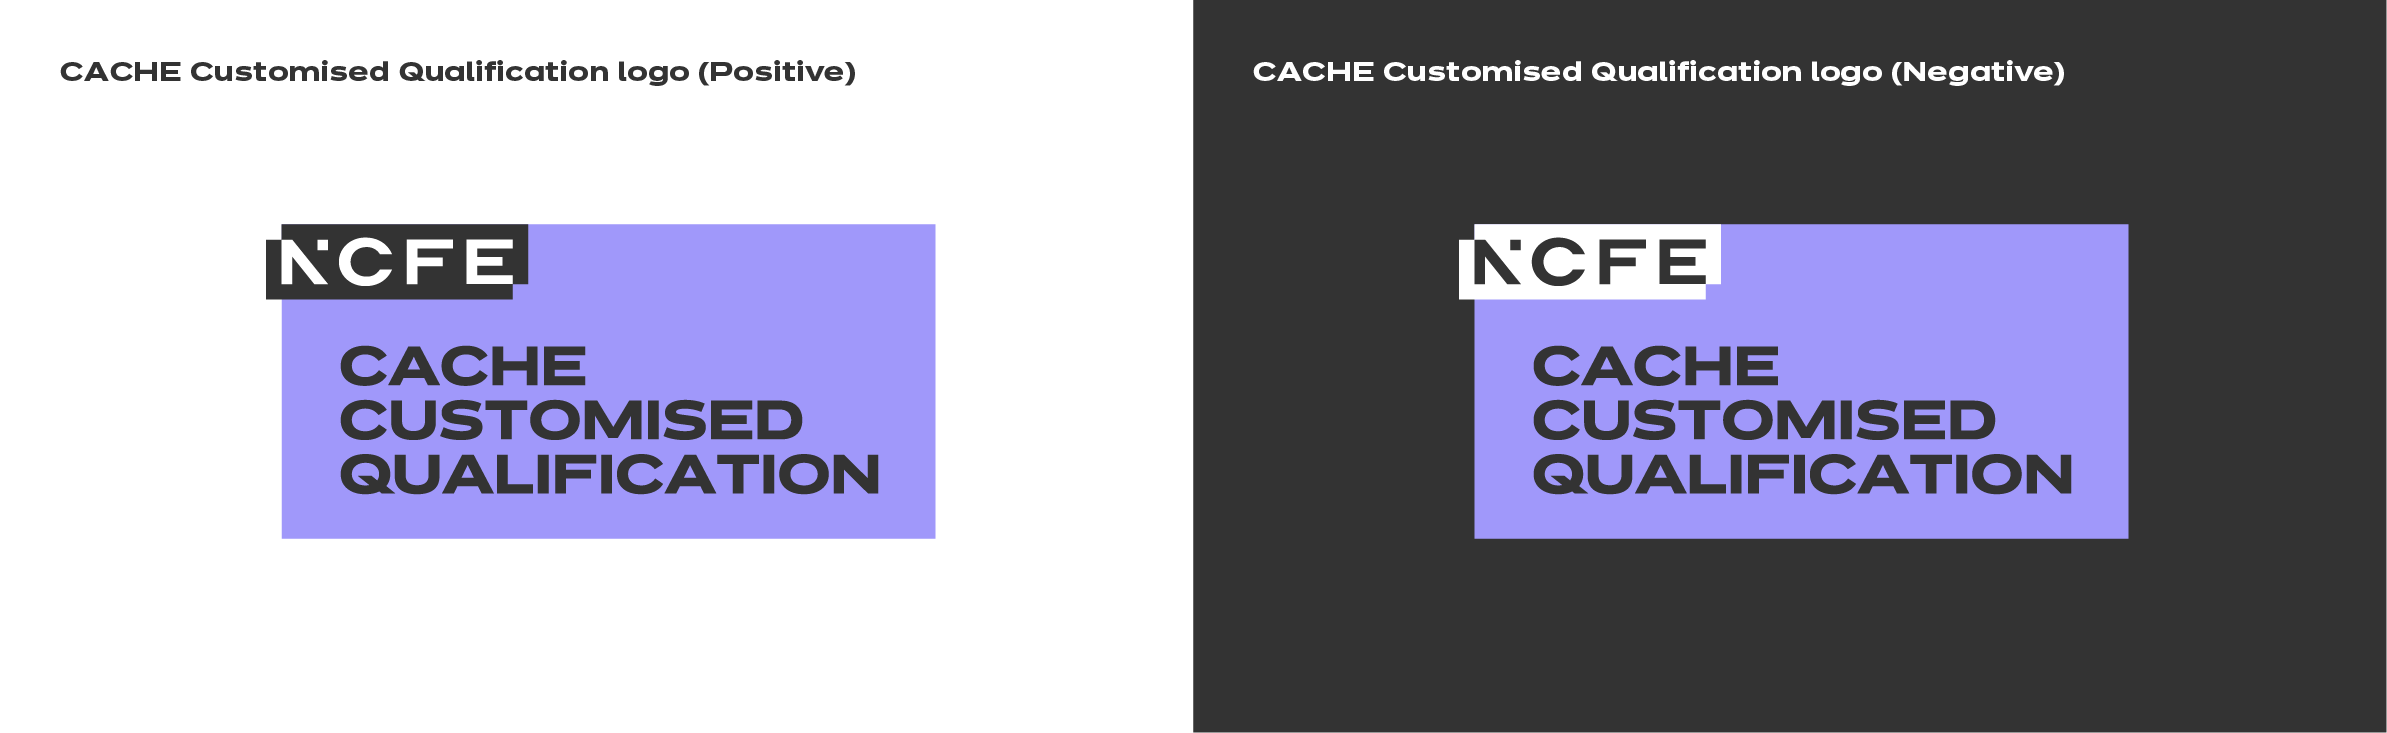 CACHE Customised Qualification logo (Positive)
NCFE
CACHE
CUSTOMISED
QUALIFICATION
CACHE Customised Qualification logo (Negative)
NCFE
CACHE
CUSTOMISED
QUALIFICATION